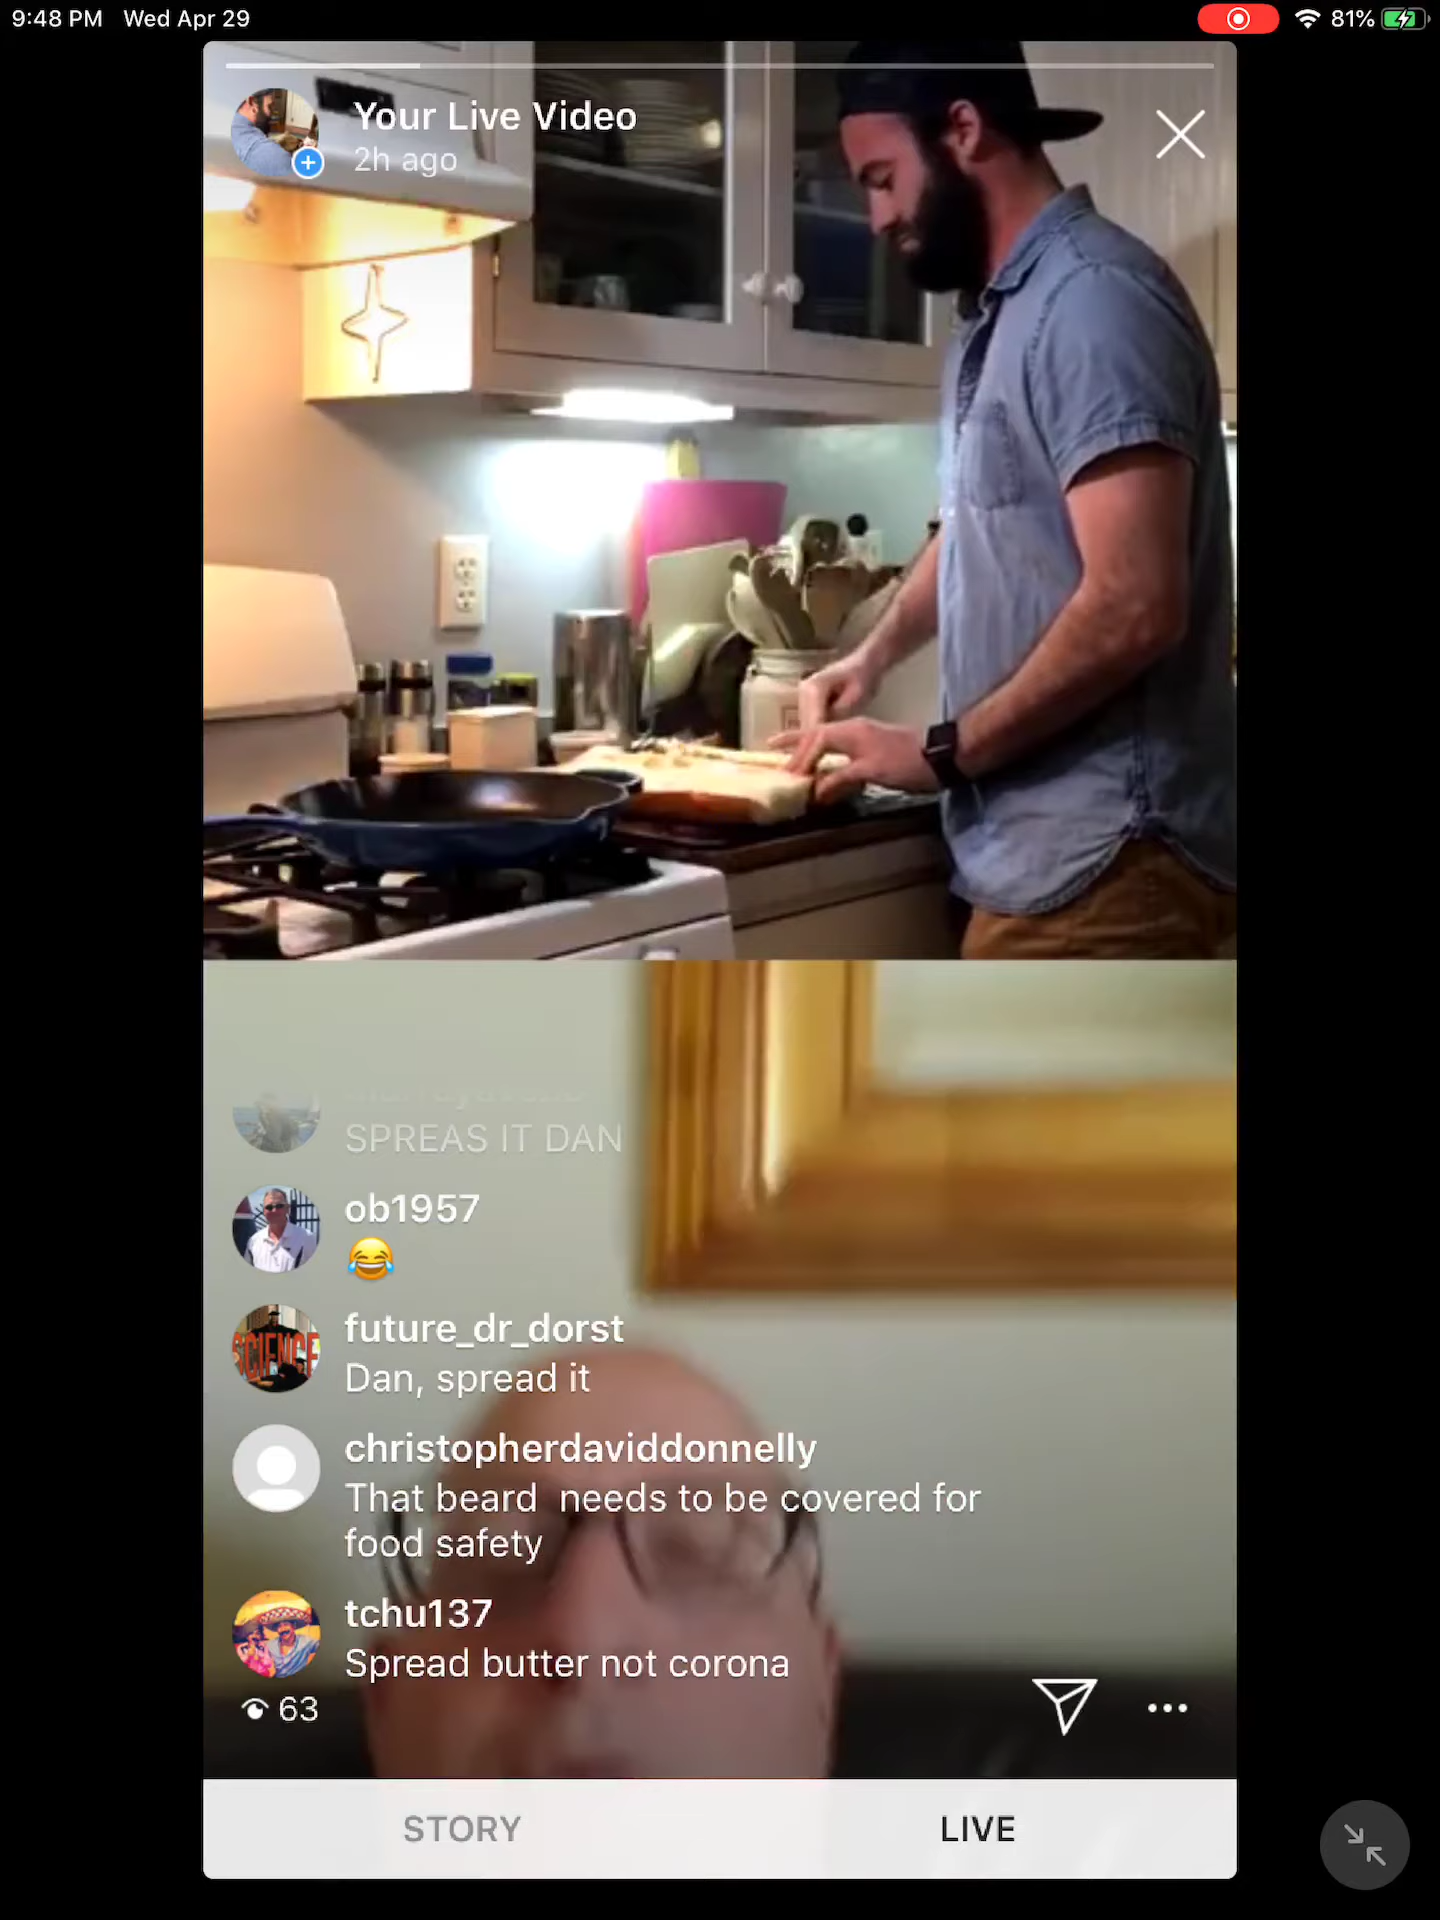 9:48 PM Wed Apr 29
81%
Your Live Video
2h ago
SPREAS IT DAN
ob1957
😂
future_dr_dorst
Dan, spread it
SCIENCE
christopherdaviddonnelly
That beard needs to be covered for
food safety
tchu137
Spread butter not corona
63
STORY
LIVE